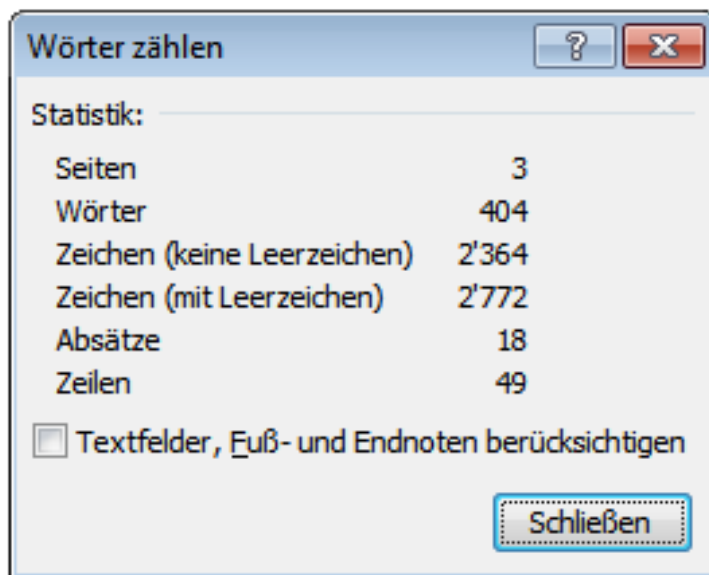 Wörter zählen
Statistik:
Seiten 3
Wörter 404
Zeichen (keine Leerzeichen) 2'364
Zeichen (mit Leerzeichen) 2'772
Absätze 18
Zeilen 49
Textfelder, Fuß- und Endnoten berücksichtigen
Schließen